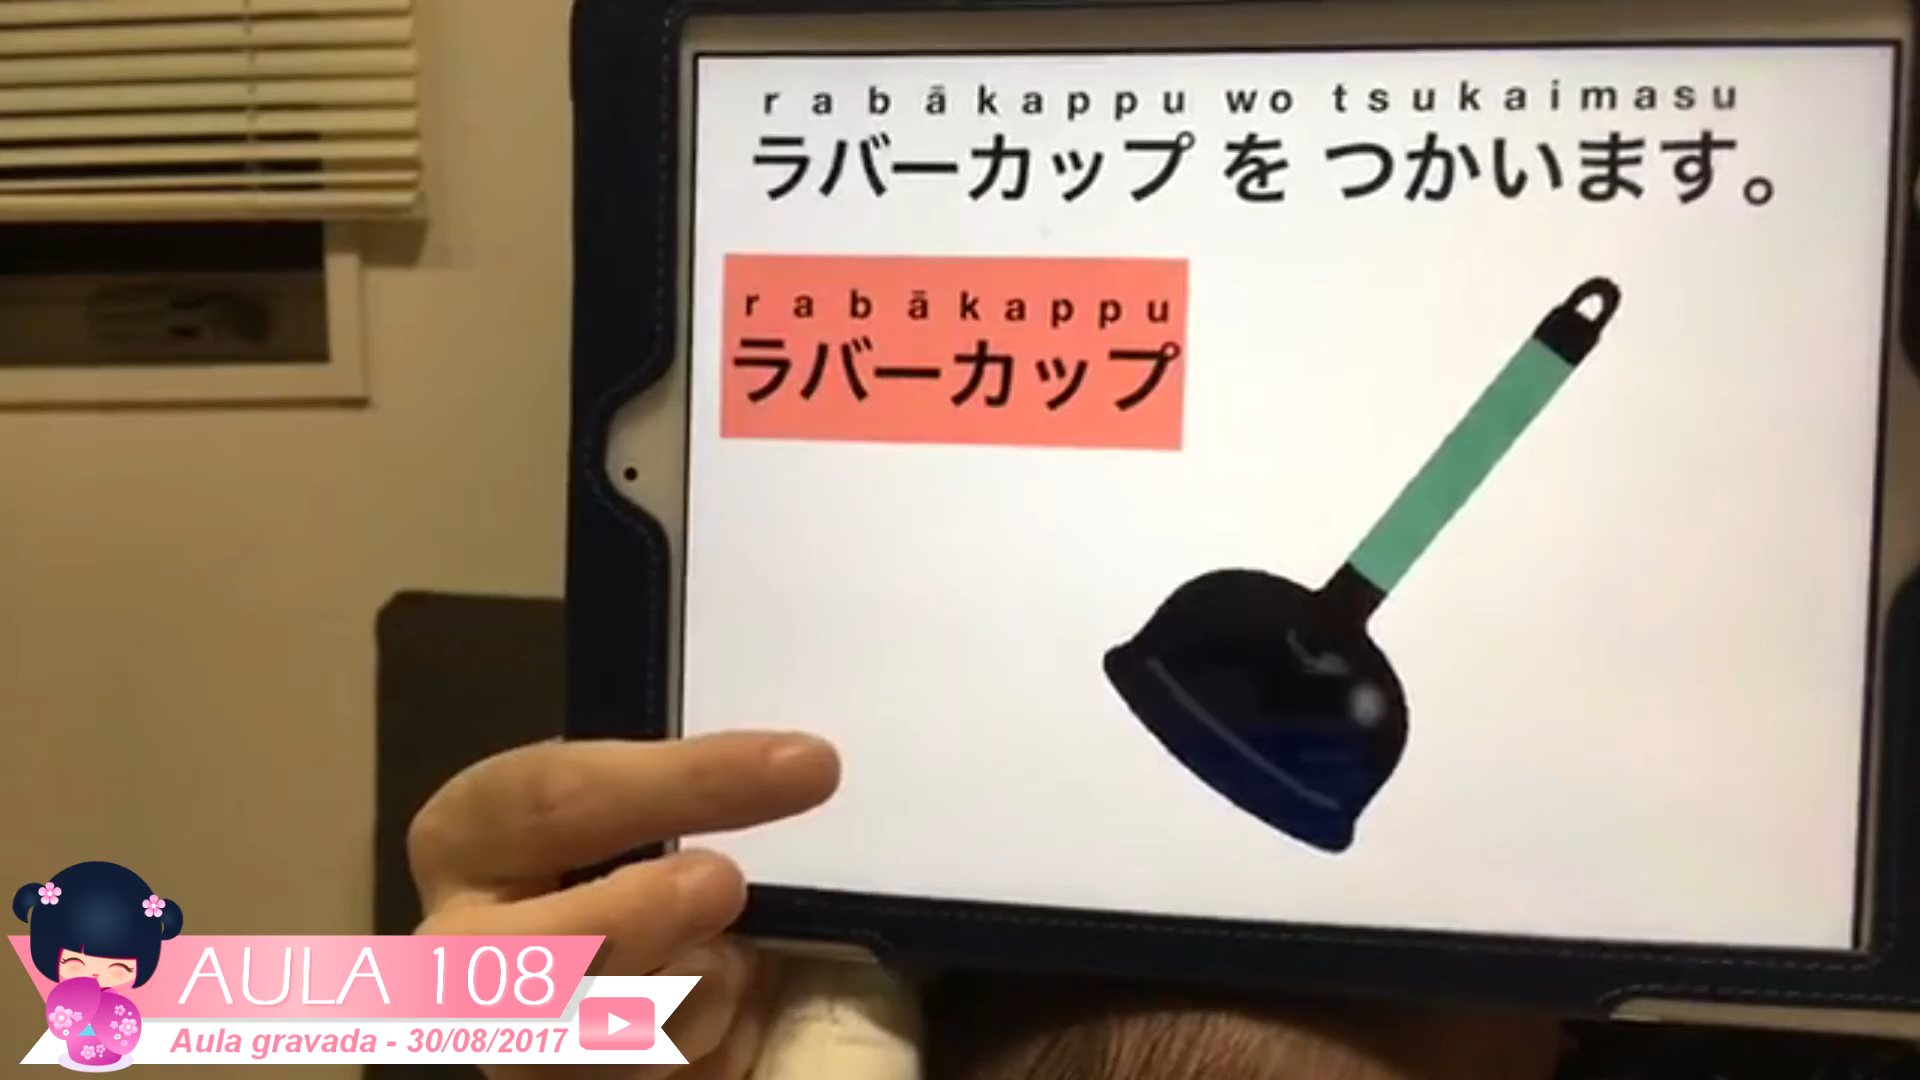 r a b ā k a p p u  wo  t s u k a i m a s u
ラバーカップ を つかいます。
r a b ā k a p p u
ラバーカップ
AULA 108
Aula gravada - 30/08/2017